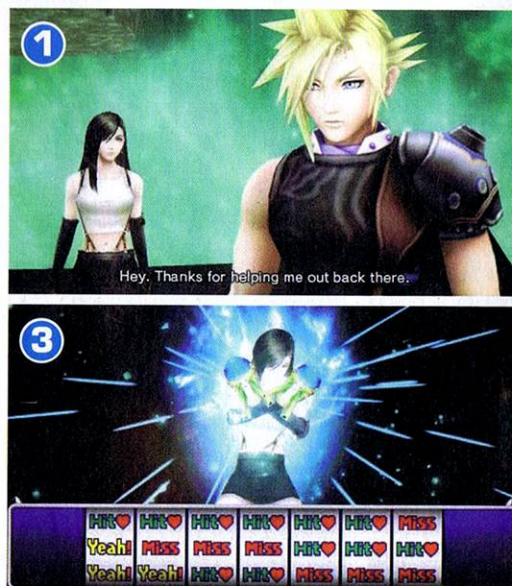 1
Hey. Thanks for helping me out back there.
3
Hit♥ Hit♥ Hit♥ Hit♥ Hit♥ Hit♥ Miss
Yeah! Miss Miss Miss Hit♥ Hit♥ Hit♥
Yeah! Yeah! Hit♥ Hit♥ Miss Miss Miss